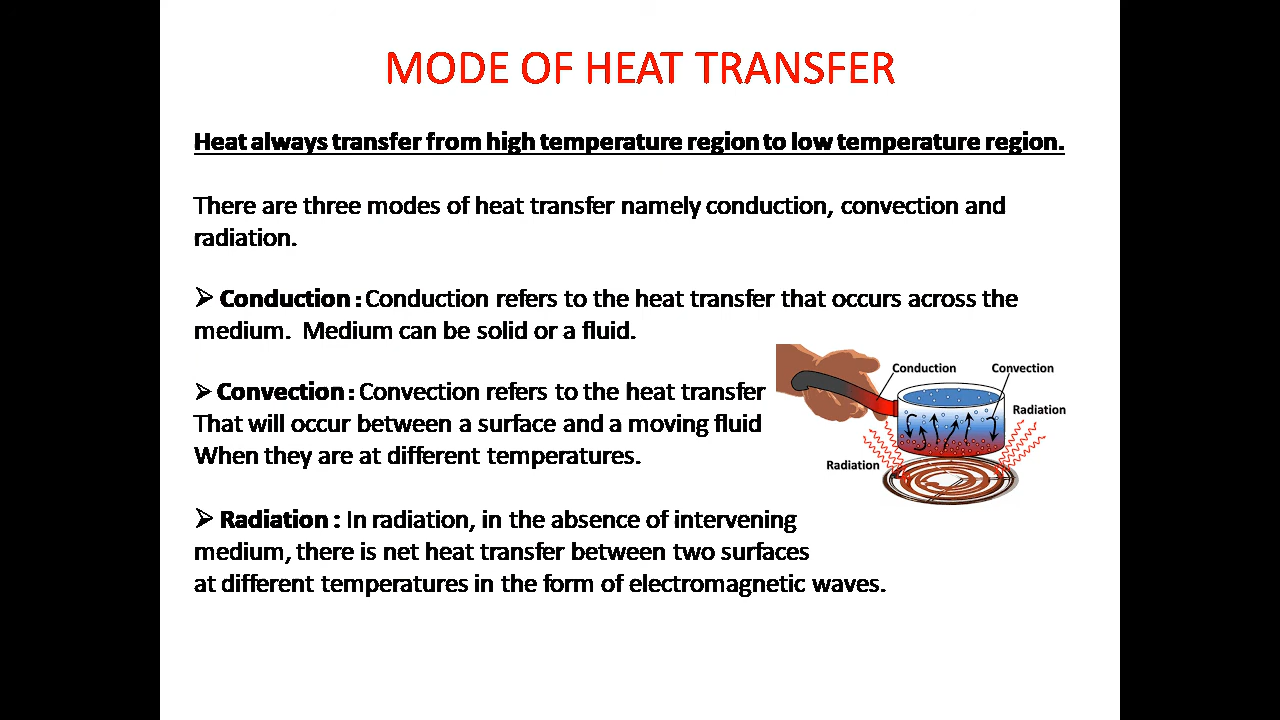 MODE OF HEAT TRANSFER
Heat always transfer from high temperature region to low temperature region.
There are three modes of heat transfer namely conduction, convection and
radiation.
➢ Conduction : Conduction refers to the heat transfer that occurs across the
medium. Medium can be solid or a fluid.
➢ Convection : Convection refers to the heat transfer
That will occur between a surface and a moving fluid
When they are at different temperatures.
Conduction
Convection
Radiation
Radiation
➢ Radiation : In radiation, in the absence of intervening
medium, there is net heat transfer between two surfaces
at different temperatures in the form of electromagnetic waves.